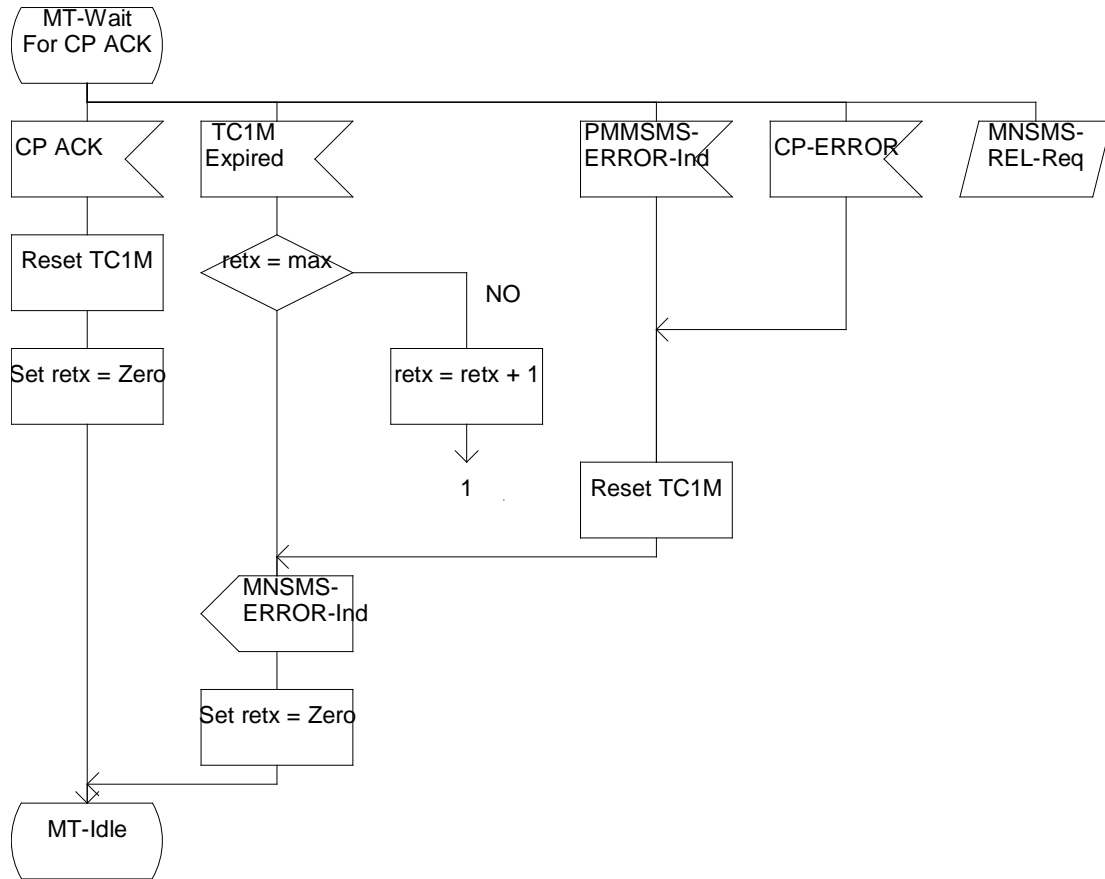 MT-Wait
For CP ACK
CP ACK
TC1M
Expired
PMMSMS-
ERROR-Ind
CP-ERROR
MNSMS-
REL-Req
Reset TC1M
retx = max
NO
Set retx = Zero
retx = retx + 1
1
Reset TC1M
MNSMS-
ERROR-Ind
Set retx = Zero
MT-Idle